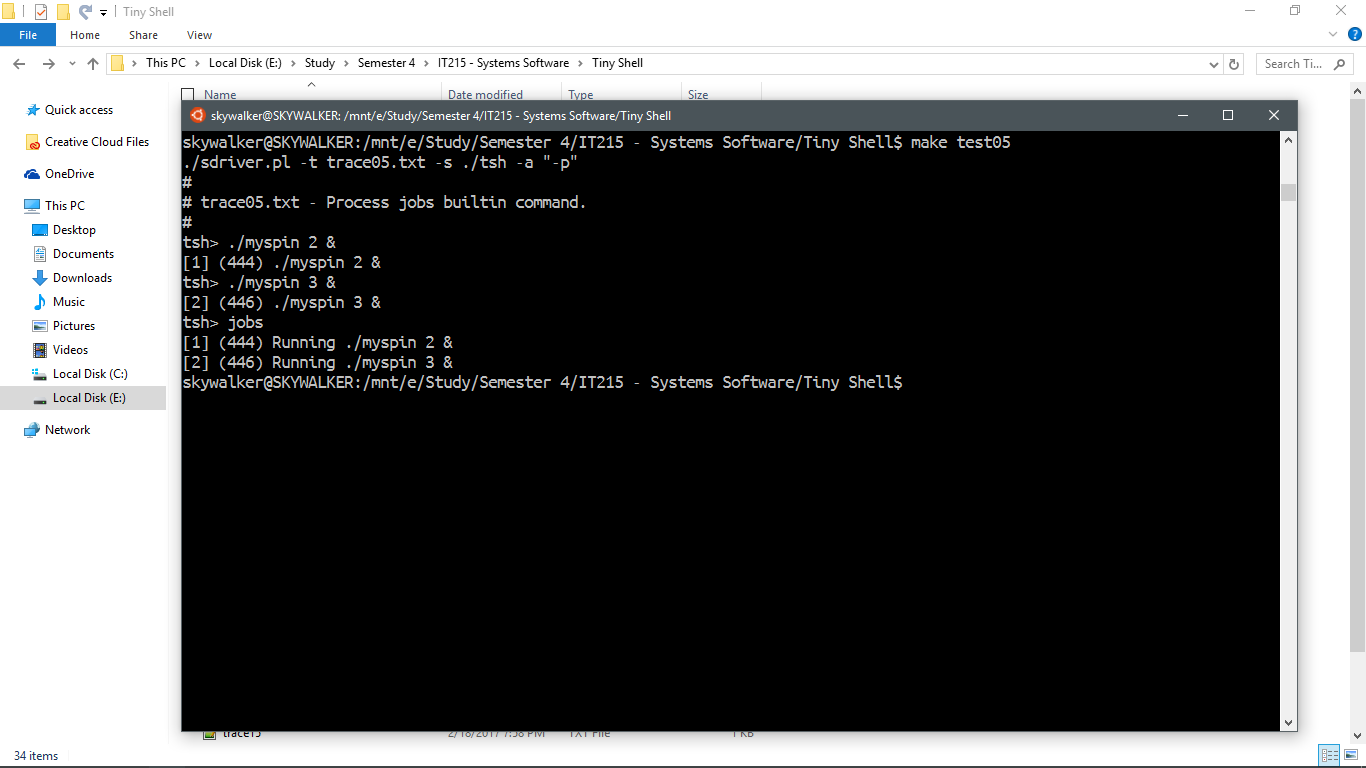 Tiny Shell
File Home Share View
This PC Local Disk (E:) Study Semester 4 IT215 - Systems Software Tiny Shell
Search Ti...
Name Date modified Type Size
Quick access
Creative Cloud Files
OneDrive
This PC
Desktop
Documents
Downloads
Music
Pictures
Videos
Local Disk (C:)
Local Disk (E:)
Network
skywalker@SKYWALKER: /mnt/e/Study/Semester 4/IT215 - Systems Software/Tiny Shell
skywalker@SKYWALKER:/mnt/e/Study/Semester 4/IT215 - Systems Software/Tiny Shell$ make test05
./sdriver.pl -t trace05.txt -s ./tsh -a "-p"
#
# trace05.txt - Process jobs builtin command.
#
tsh> ./myspin 2 &
[1] (444) ./myspin 2 &
tsh> ./myspin 3 &
[2] (446) ./myspin 3 &
tsh> jobs
[1] (444) Running ./myspin 2 &
[2] (446) Running ./myspin 3 &
skywalker@SKYWALKER:/mnt/e/Study/Semester 4/IT215 - Systems Software/Tiny Shell$
trace15 2/18/2017 7:58 PM TXT File 1 KB
34 items